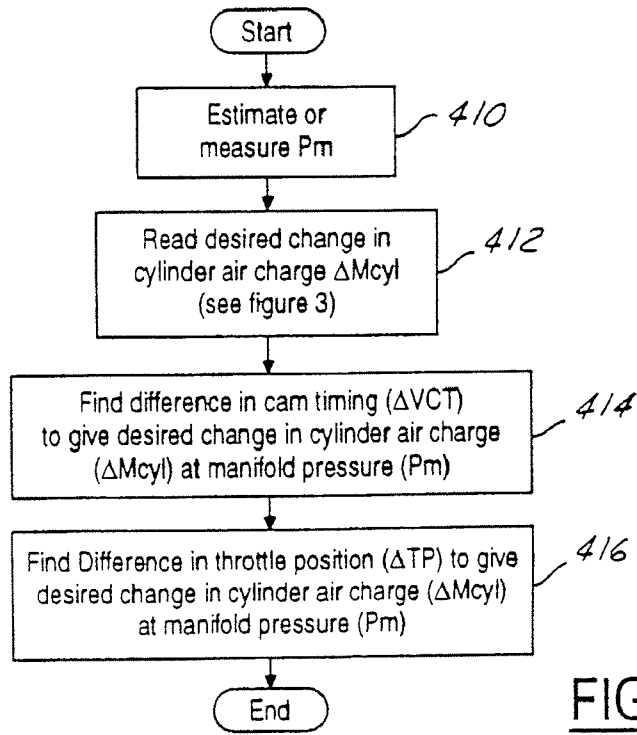 Start
Estimate or
measure Pm
410
Read desired change in
cylinder air charge ΔMcyl
(see figure 3)
412
Find difference in cam timing (ΔVCT)
to give desired change in cylinder air charge
(ΔMcyl) at manifold pressure (Pm)
414
Find Difference in throttle position (ΔTP) to give
desired change in cylinder air charge (ΔMcyl)
at manifold pressure (Pm)
416
End
FIG